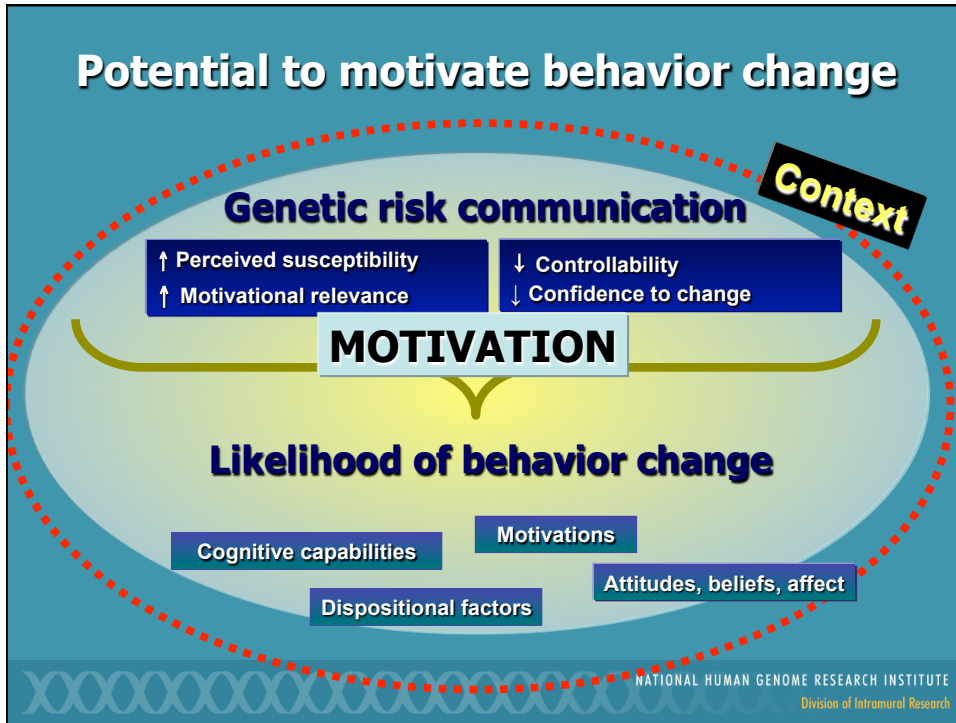 Potential to motivate behavior change
Context
Genetic risk communication
↑ Perceived susceptibility
↑ Motivational relevance
↓ Controllability
↓ Confidence to change
MOTIVATION
Likelihood of behavior change
Motivations
Cognitive capabilities
Attitudes, beliefs, affect
Dispositional factors
NATIONAL HUMAN GENOME RESEARCH INSTITUTE
Division of Intramural Research